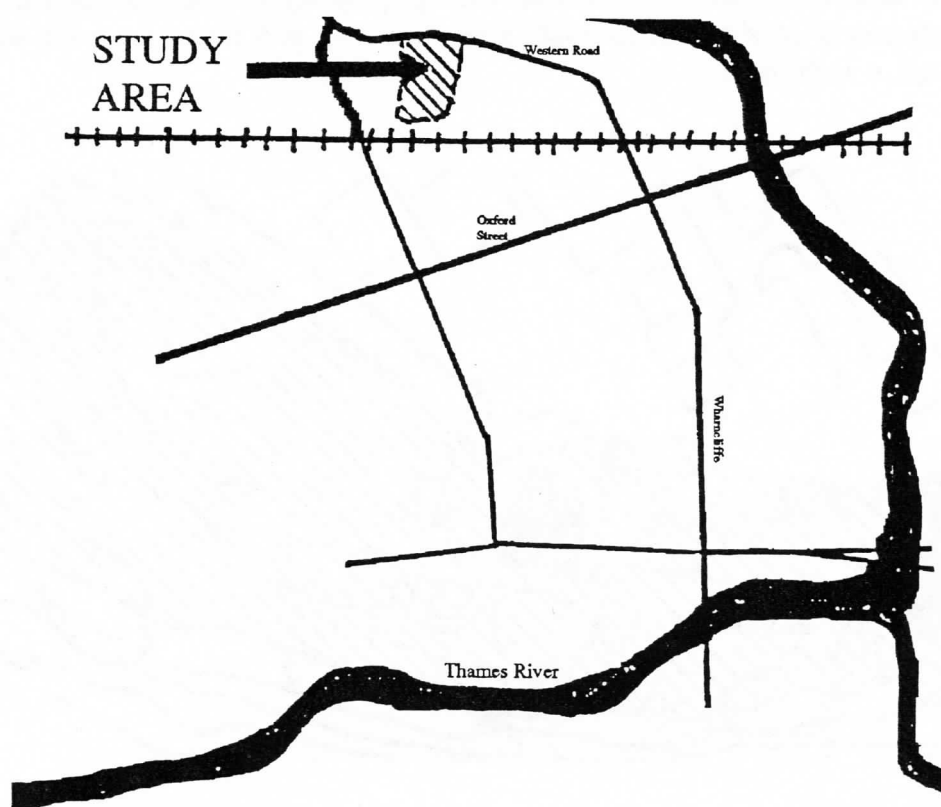 STUDY
AREA
Western Road
Oxford
Street
Wharncliffe
Thames River